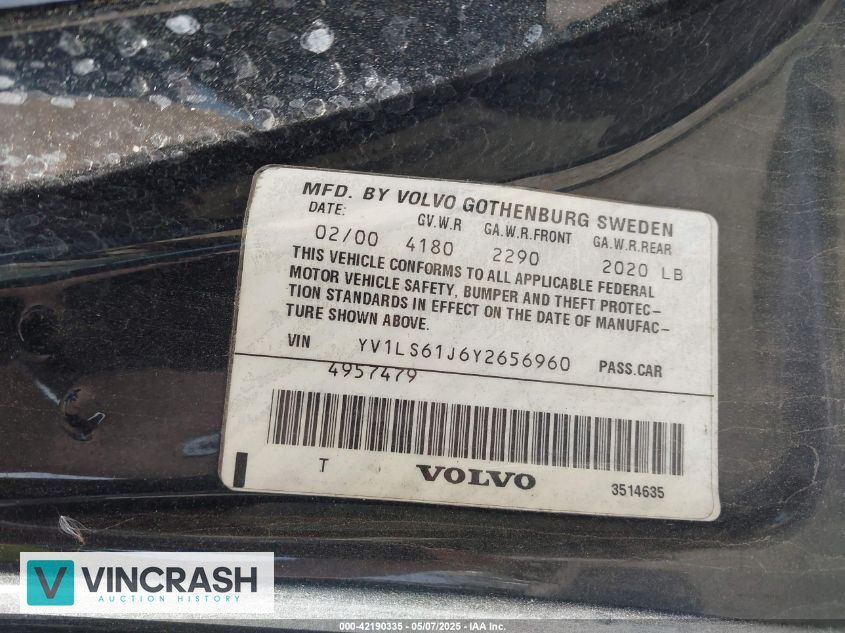 MFD. BY VOLVO GOTHENBURG SWEDEN
DATE: GV.W.R GA.W.R.FRONT GA.W.R.REAR
02/00 4180 2290 2020 LB
THIS VEHICLE CONFORMS TO ALL APPLICABLE FEDERAL
MOTOR VEHICLE SAFETY, BUMPER AND THEFT PROTEC-
TION STANDARDS IN EFFECT ON THE DATE OF MANUFAC-
TURE SHOWN ABOVE.
VIN YV1LS61J6Y2656960 PASS.CAR
4957479
T VOLVO 3514635
V VINCRASH
AUCTION HISTORY
000-42190335 - 05/07/2025 - IAA Inc.